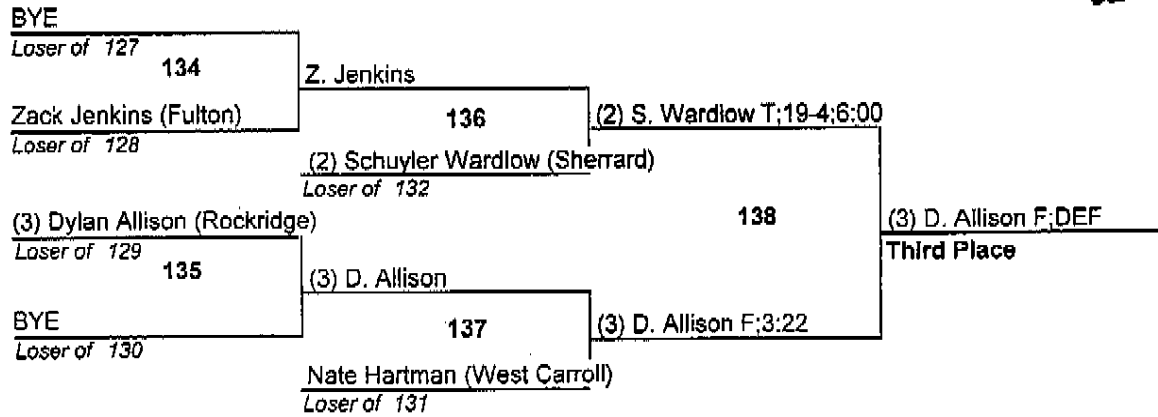 BYE
Loser of 127
134
Z. Jenkins
Zack Jenkins (Fulton)
Loser of 128
136
(2) S. Wardlow T;19-4;6:00
(2) Schuyler Wardlow (Sherrard)
Loser of 132
(3) Dylan Allison (Rockridge)
Loser of 129
138
(3) D. Allison F;DEF
Third Place
135
(3) D. Allison
BYE
Loser of 130
137
(3) D. Allison F;3:22
Nate Hartman (West Carroll)
Loser of 131